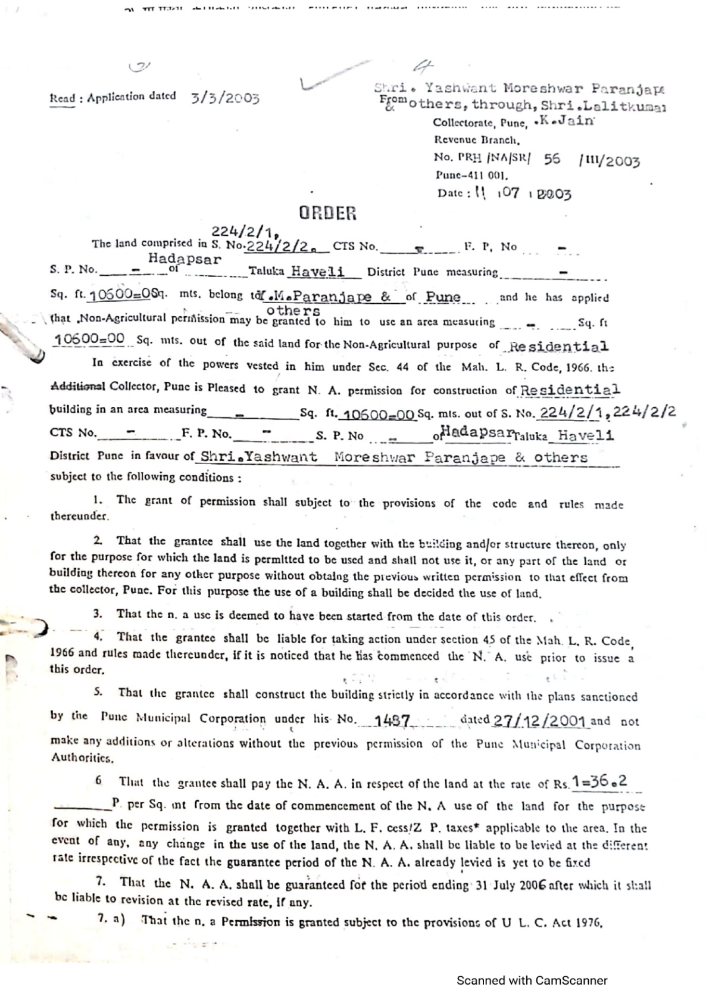 Read : Application dated 3/3/2003
Shri. Yashwant Moreshwar Paranjape
From & others, through, Shri.Lalitkumar
Collectorate, Pune, .K.Jain
Revenue Branch,
No. PRH /NA/SR/ 56 /III/2003
Pune-411 001.
Date : 11 07 2003
ORDER
224/2/1,
The land comprised in S. No.224/2/2. CTS No. - F. P, No -
Hadapsar
S. P. No. - of Taluka Haveli District Pune measuring -
Sq. ft. 10600=00 Sq. mts. belong to Y.M.Paranjape & of Pune and he has applied
others
that Non-Agricultural permission may be granted to him to use an area measuring - Sq. ft
10600=00 Sq. mts. out of the said land for the Non-Agricultural purpose of Residential
In exercise of the powers vested in him under Sec. 44 of the Mah. L. R. Code, 1966. the
Additional Collector, Pune is Pleased to grant N. A. permission for construction of Residential
building in an area measuring - Sq. ft. 10600=00 Sq. mts. out of S. No. 224/2/1,224/2/2
CTS No. - F. P. No. - S. P. No - of Hadapsar Taluka Haveli
District Pune in favour of Shri.Yashwant Moreshwar Paranjape & others
subject to the following conditions :
1. The grant of permission shall subject to the provisions of the code and rules made
thereunder.
2. That the grantee shall use the land together with the building and/or structure thereon, only
for the purpose for which the land is permitted to be used and shall not use it, or any part of the land or
building thereon for any other purpose without obtaing the previous written permission to that effect from
the collector, Pune. For this purpose the use of a building shall be decided the use of land.
3. That the n. a use is deemed to have been started from the date of this order.
4. That the grantee shall be liable for taking action under section 45 of the Mah. L. R. Code,
1966 and rules made thereunder, if it is noticed that he has commenced the N. A. use prior to issue a
this order.
5. That the grantee shall construct the building strictly in accordance with the plans sanctioned
by the Pune Municipal Corporation under his No. 1487 dated 27/12/2001 and not
make any additions or alterations without the previous permission of the Pune Municipal Corporation
Authorities.
6 That the grantee shall pay the N. A. A. in respect of the land at the rate of Rs. 1=36.2
P. per Sq. mt from the date of commencement of the N. A use of the land for the purpose
for which the permission is granted together with L. F. cess/Z P. taxes* applicable to the area. In the
event of any, any change in the use of the land, the N. A. A. shall be liable to be levied at the different
rate irrespective of the fact the guarantee period of the N. A. A. already levied is yet to be fixed
7. That the N. A. A. shall be guaranteed for the period ending 31 July 2006 after which it shall
be liable to revision at the revised rate, if any.
7. a) That the n. a Permission is granted subject to the provisions of U L. C. Act 1976.
Scanned with CamScanner